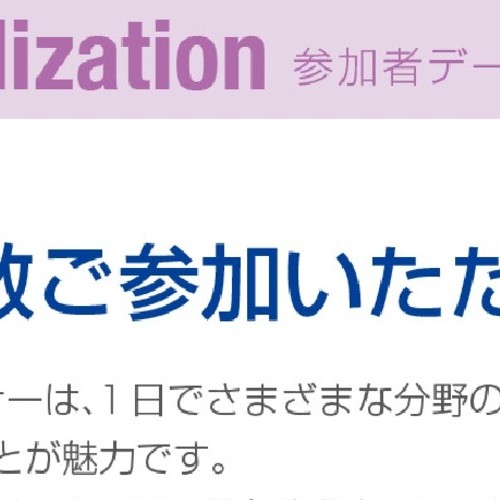 lization 参加者デー
数ご参加いただ
ナーは、1日でさまざまな分野の
とが魅力です。